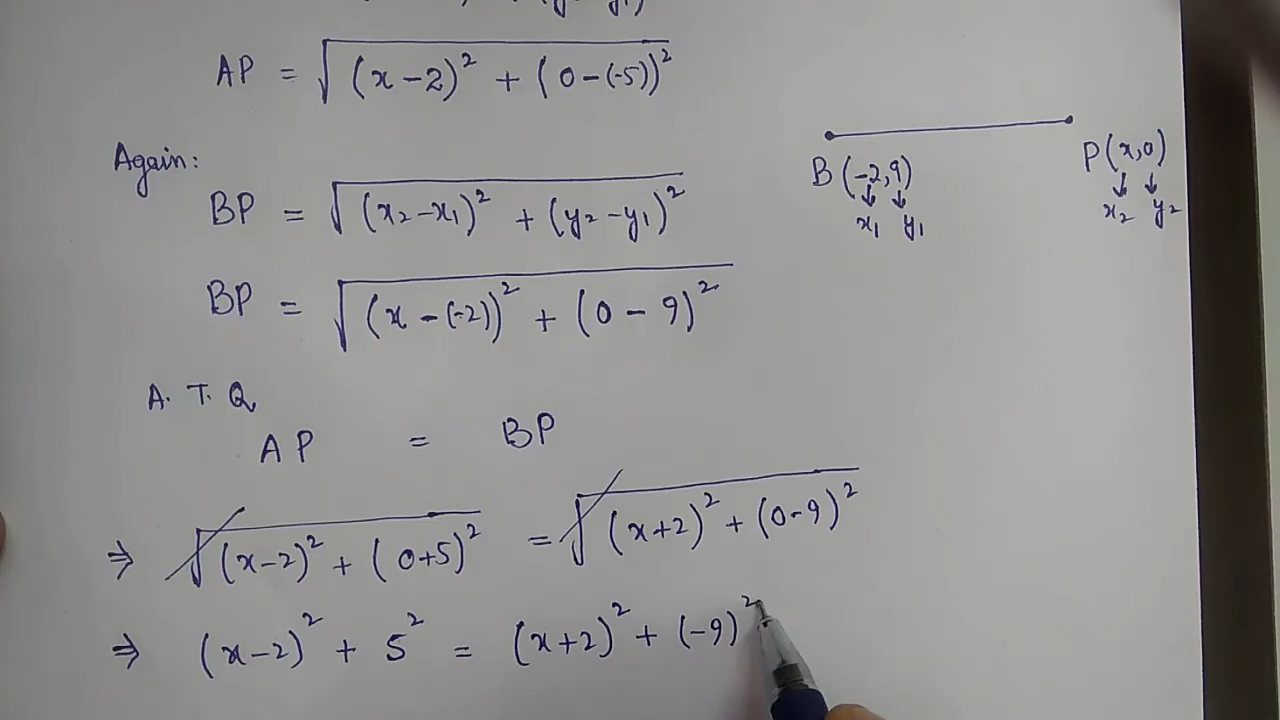 AP = √(x-2)² + (0-(-5))²
Again:
BP = √(x₂-x₁)² + (y₂-y₁)²
B(-2,9)
x₁ y₁
P(x,0)
x₂ y₂
BP = √(x-(-2))² + (0-9)²
A. T. Q
AP = BP
⇒ √(x-2)² + (0+5)² = √(x+2)² + (0-9)²
⇒ (x-2)² + 5² = (x+2)² + (-9)²